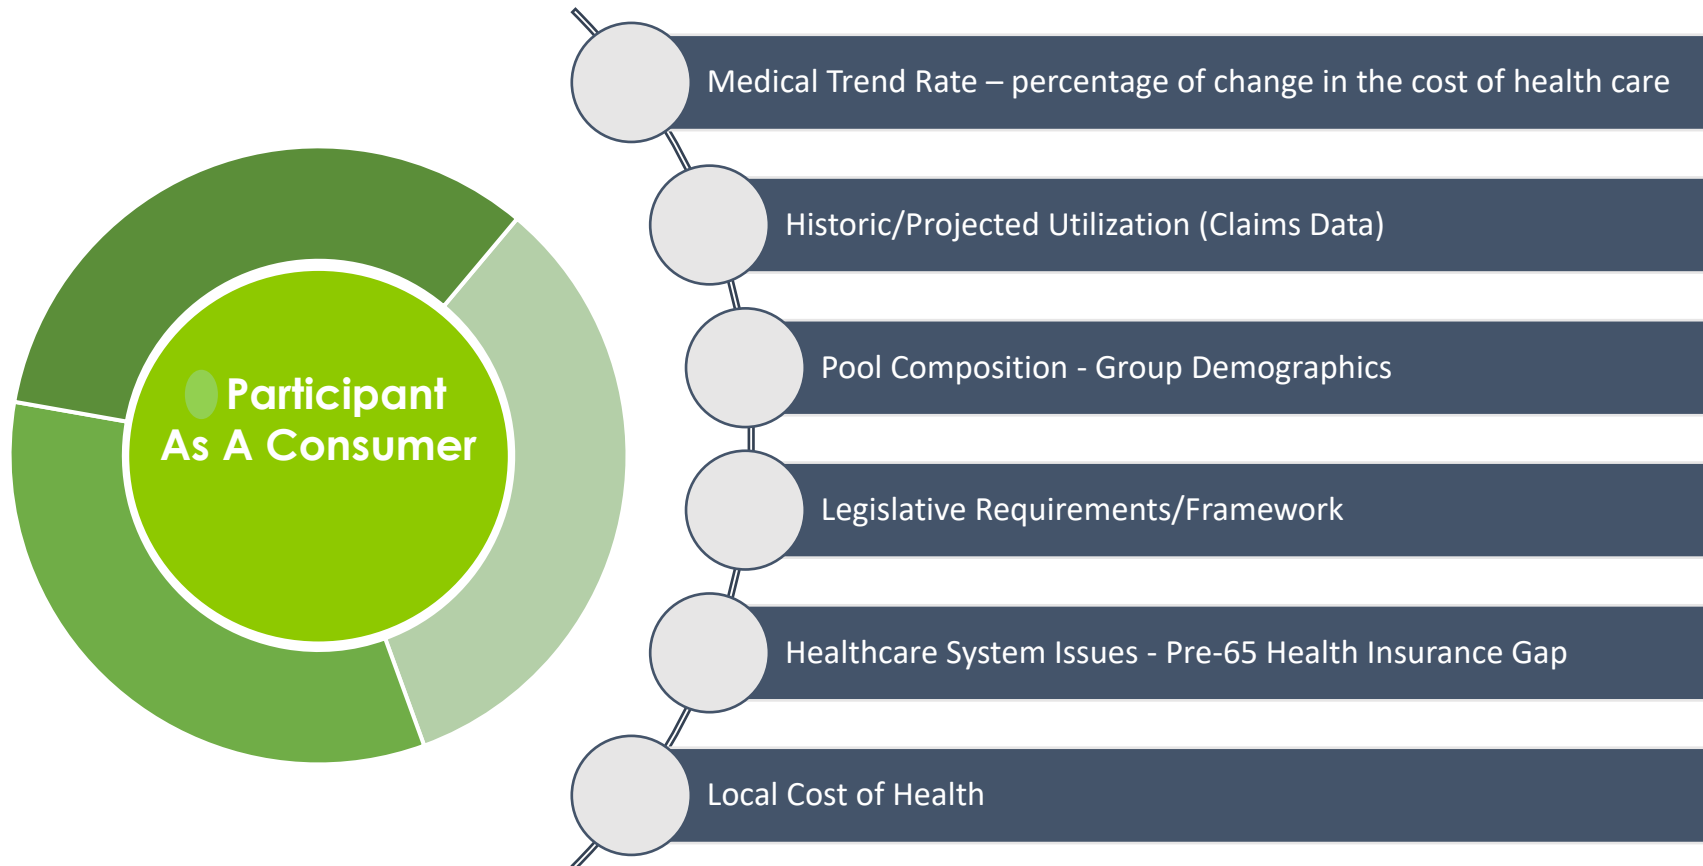 Participant
As A Consumer
Medical Trend Rate – percentage of change in the cost of health care
Historic/Projected Utilization (Claims Data)
Pool Composition - Group Demographics
Legislative Requirements/Framework
Healthcare System Issues - Pre-65 Health Insurance Gap
Local Cost of Health